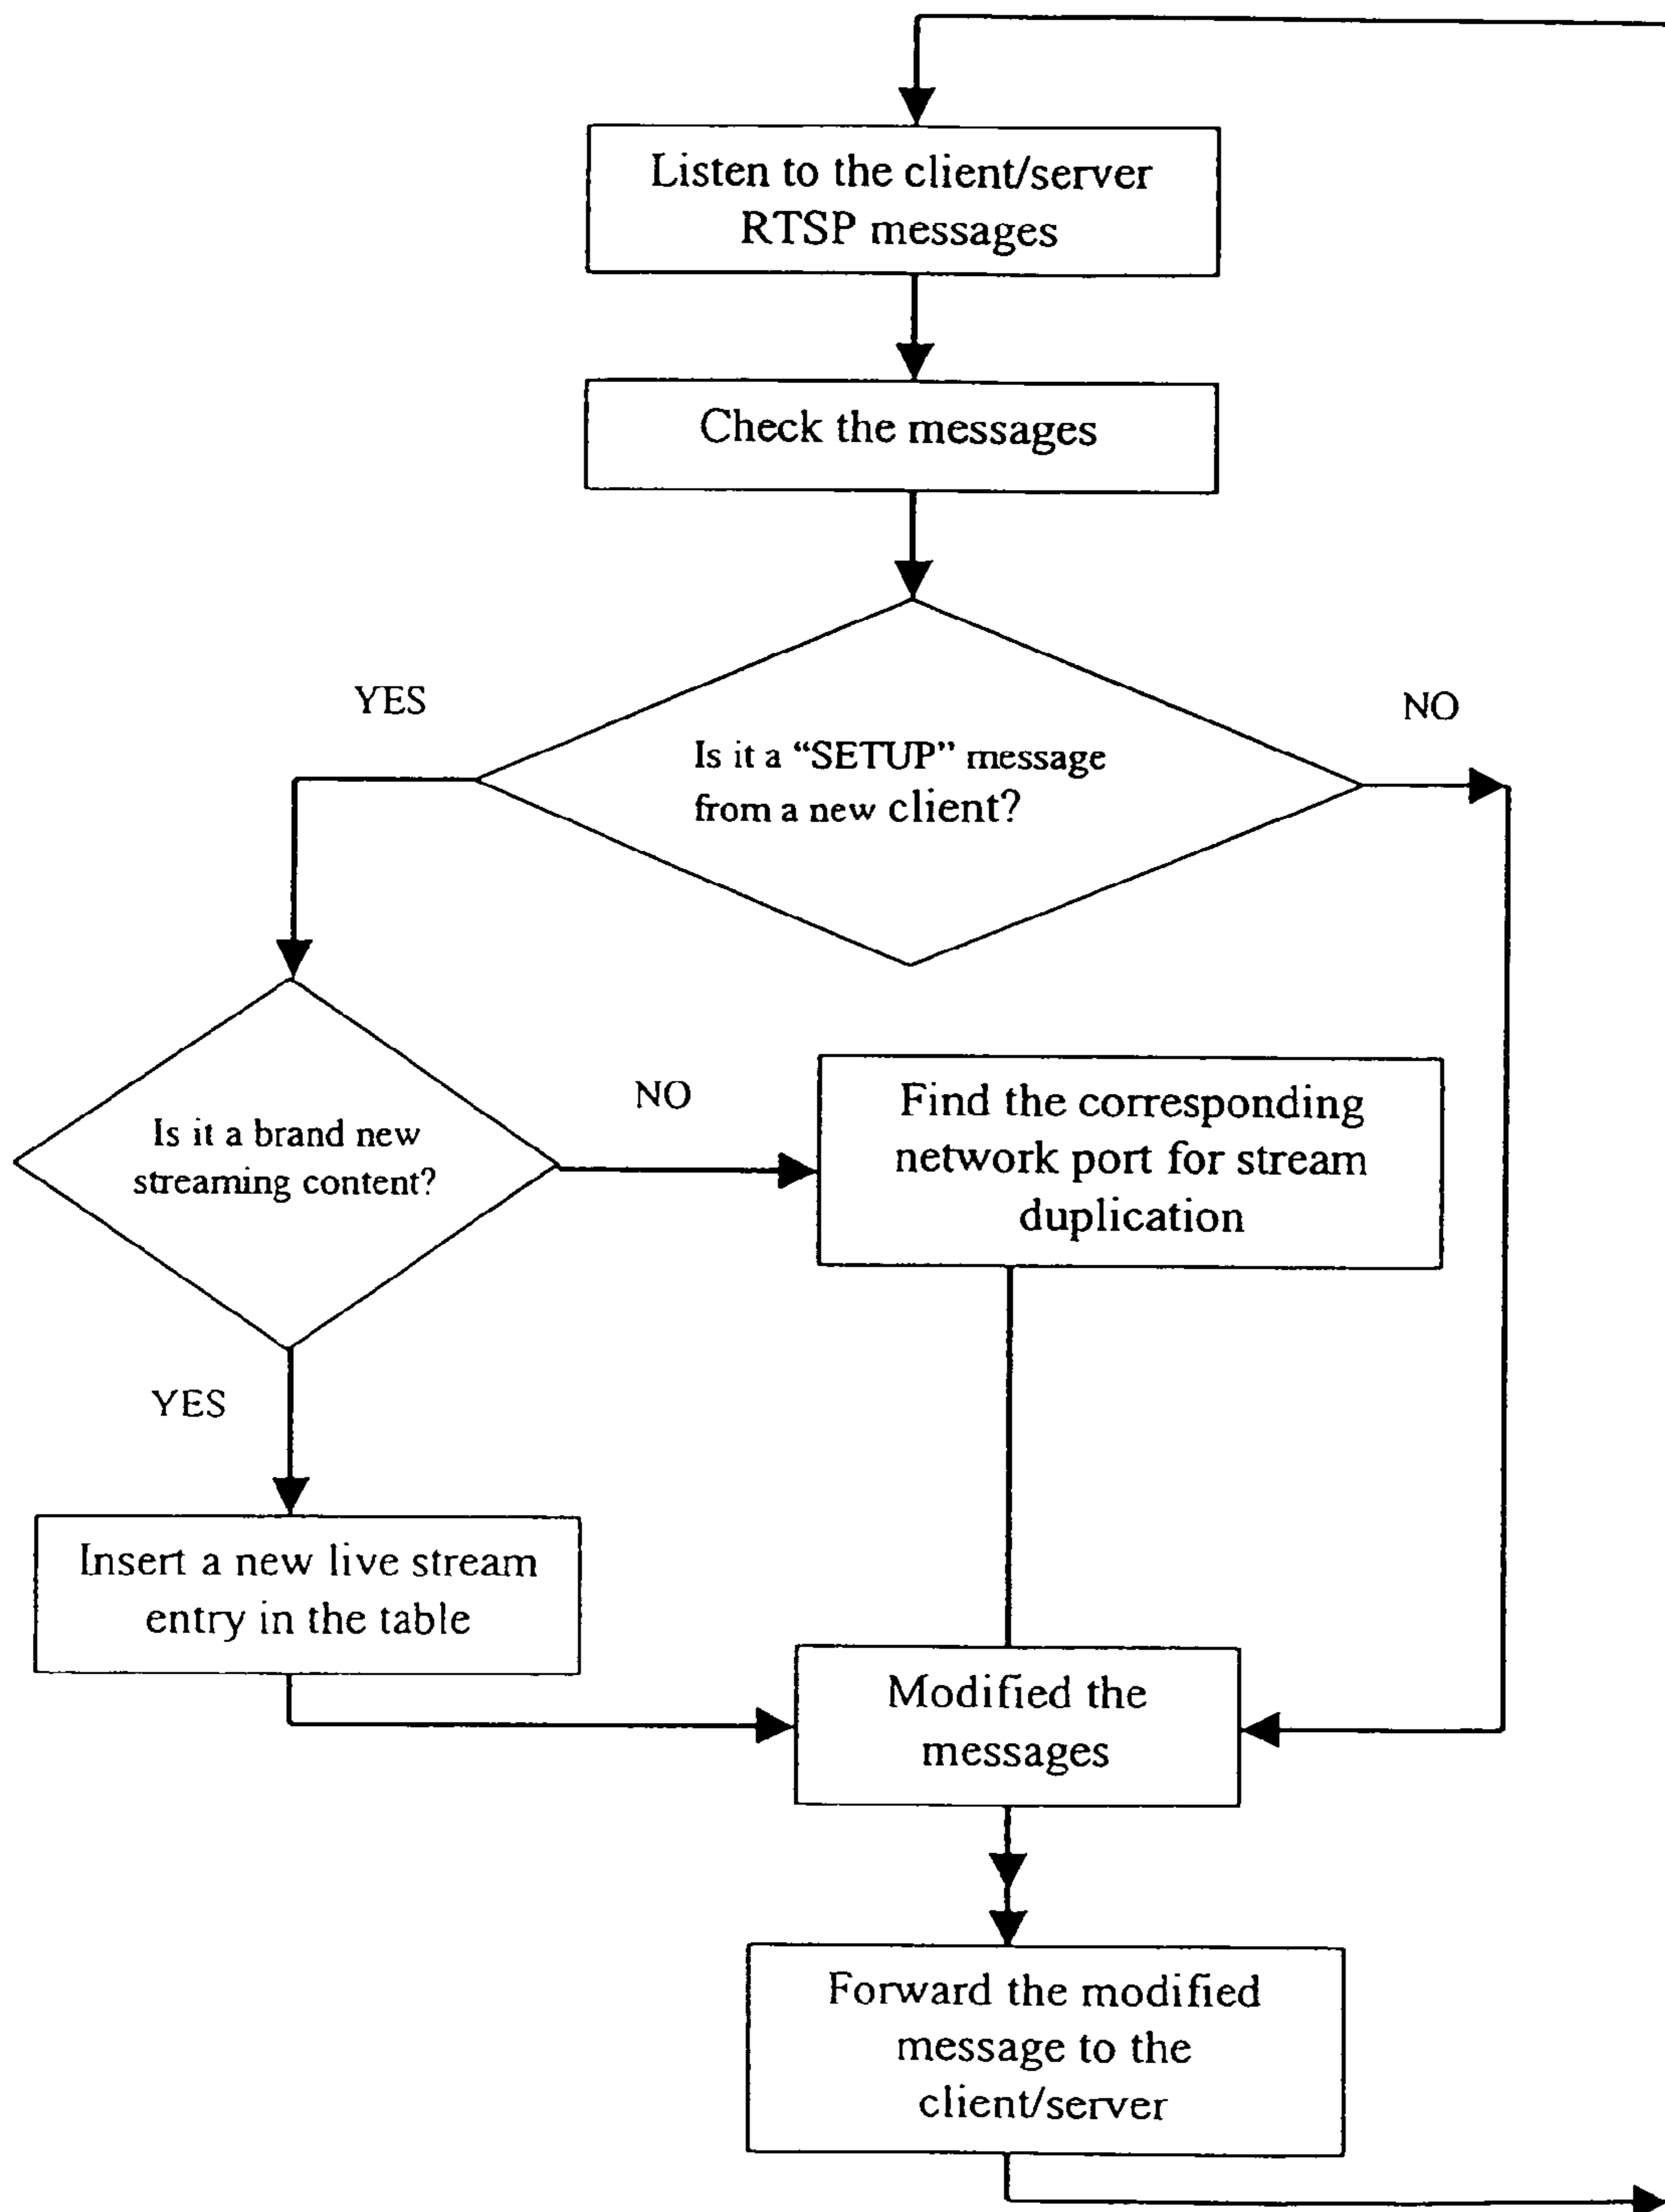 Listen to the client/server
RTSP messages
Check the messages
YES
NO
Is it a “SETUP” message
from a new client?
Is it a brand new
streaming content?
NO
Find the corresponding
network port for stream
duplication
YES
Insert a new live stream
entry in the table
Modified the
messages
Forward the modified
message to the
client/server